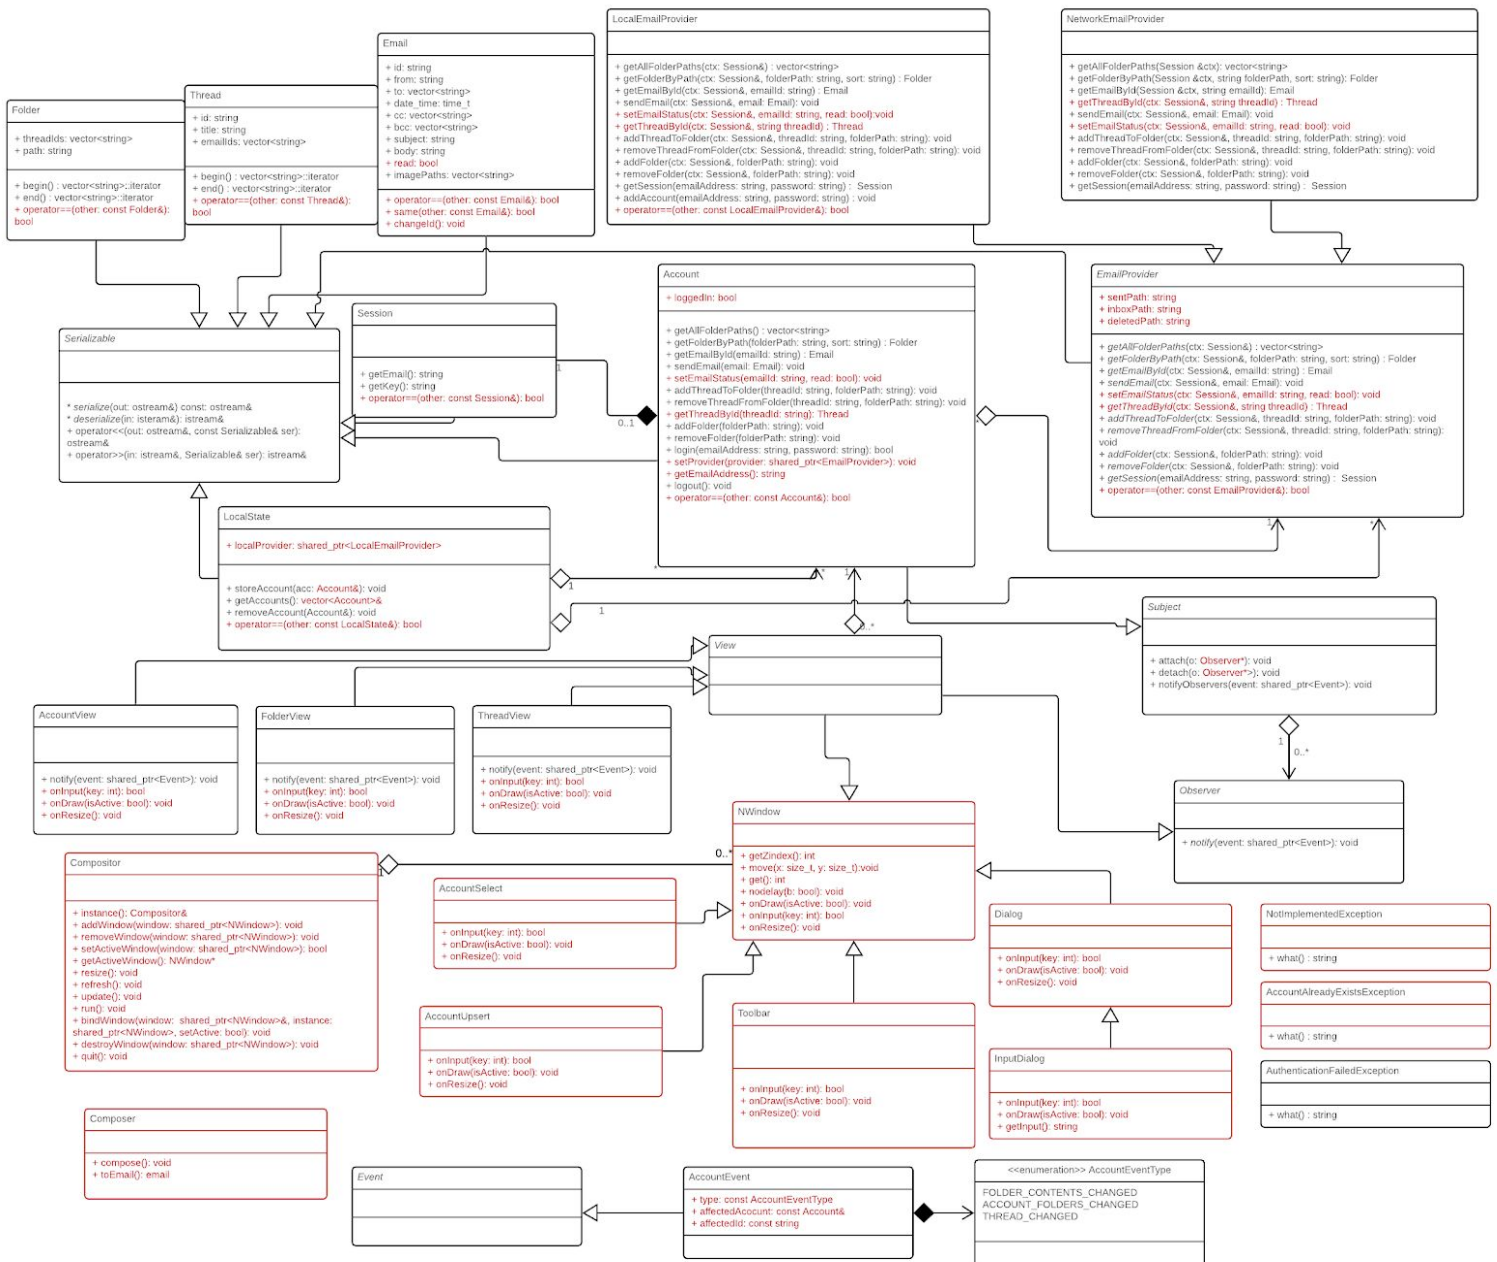 LocalEmailProvider
+ getAllFolderPaths(ctx: Session&) : vector<string>
+ getFolderByPath(ctx: Session&, folderPath: string, sort: string) : Folder
+ getEmailById(ctx: Session&, emailId: string) : Email
+ sendEmail(ctx: Session&, email: Email): void
+ setEmailStatus(ctx: Session&, emailId: string, read: bool):void
+ getThreadById(ctx: Session&, string threadId) : Thread
+ addThreadToFolder(ctx: Session&, threadId: string, folderPath: string): void
+ removeThreadFromFolder(ctx: Session&, threadId: string, folderPath: string): void
+ addFolder(ctx: Session&, folderPath: string): void
+ removeFolder(ctx: Session&, folderPath: string): void
+ getSession(emailAddress: string, password: string) : Session
+ addAccount(emailAddress: string, password: string) : void
+ operator==(other: const LocalEmailProvider&): bool
NetworkEmailProvider
+ getAllFolderPaths(Session &ctx): vector<string>
+ getFolderByPath(Session &ctx, string folderPath, sort: string): Folder
+ getEmailById(Session &ctx, string emailId): Email
+ getThreadById(ctx: Session&, string threadId) : Thread
+ sendEmail(ctx: Session&, email: Email): void
+ setEmailStatus(ctx: Session&, emailId: string, read: bool): void
+ addThreadToFolder(ctx: Session&, threadId: string, folderPath: string): void
+ removeThreadFromFolder(ctx: Session&, threadId: string, folderPath: string): void
+ addFolder(ctx: Session&, folderPath: string): void
+ removeFolder(ctx: Session&, folderPath: string): void
+ getSession(emailAddress: string, password: string) : Session
Email
+ id: string
+ from: string
+ to: vector<string>
+ date_time: time_t
+ cc: vector<string>
+ bcc: vector<string>
+ subject: string
+ body: string
+ read: bool
+ imagePaths: vector<string>
+ operator==(other: const Email&): bool
+ same(other: const Email&): bool
+ changeId(): void
Thread
+ id: string
+ title: string
+ emailIds: vector<string>
+ begin() : vector<string>::iterator
+ end() : vector<string>::iterator
+ operator==(other: const Thread&):
bool
Folder
+ threadIds: vector<string>
+ path: string
+ begin() : vector<string>::iterator
+ end() : vector<string>::iterator
+ operator==(other: const Folder&):
bool
Account
+ loggedIn: bool
+ getAllFolderPaths() : vector<string>
+ getFolderByPath(folderPath: string, sort: string) : Folder
+ getEmailById(emailId: string) : Email
+ sendEmail(email: Email): void
+ setEmailStatus(emailId: string, read: bool): void
+ addThreadToFolder(threadId: string, folderPath: string): void
+ removeThreadFromFolder(threadId: string, folderPath: string): void
+ getThreadById(threadId: string): Thread
+ addFolder(folderPath: string): void
+ removeFolder(folderPath: string): void
+ login(emailAddress: string, password: string): bool
+ setProvider(provider: shared_ptr<EmailProvider>): void
+ getEmailAddress(): string
+ logout(): void
+ operator==(other: const Account&): bool
EmailProvider
+ sentPath: string
+ inboxPath: string
+ deletedPath: string
+ getAllFolderPaths(ctx: Session&) : vector<string>
+ getFolderByPath(ctx: Session&, folderPath: string, sort: string) : Folder
+ getEmailById(ctx: Session&, emailId: string) : Email
+ sendEmail(ctx: Session&, email: Email): void
+ setEmailStatus(ctx: Session&, emailId: string, read: bool): void
+ getThreadById(ctx: Session&, string threadId) : Thread
+ addThreadToFolder(ctx: Session&, threadId: string, folderPath: string): void
+ removeThreadFromFolder(ctx: Session&, threadId: string, folderPath: string):
void
+ addFolder(ctx: Session&, folderPath: string): void
+ removeFolder(ctx: Session&, folderPath: string): void
+ getSession(emailAddress: string, password: string) : Session
+ operator==(other: const EmailProvider&): bool
Session
+ getEmail(): string
+ getKey(): string
+ operator==(other: const Session&): bool
1
0..1
*
Serializable
* serialize(out: ostream&) const: ostream&
* deserialize(in: isteram&): istream&
+ operator<<(out: ostream&, const Serializable& ser):
ostream&
+ operator>>(in: istream&, Serializable& ser): istream&
LocalState
+ localProvider: shared_ptr<LocalEmailProvider>
+ storeAccount(acc: Account&): void
+ getAccounts(): vector<Account>&
+ removeAccount(Account&): void
+ operator==(other: const LocalState&): bool
1
*
*
1
1
*
1
0..*
View
Subject
+ attach(o: Observer*): void
+ detach(o: Observer*>): void
+ notifyObservers(event: shared_ptr<Event>): void
1
0..*
Observer
+ notify(event: shared_ptr<Event>): void
AccountView
+ notify(event: shared_ptr<Event>): void
+ onInput(key: int): bool
+ onDraw(isActive: bool): void
+ onResize(): void
FolderView
+ notify(event: shared_ptr<Event>): void
+ onInput(key: int): bool
+ onDraw(isActive: bool): void
+ onResize(): void
ThreadView
+ notify(event: shared_ptr<Event>): void
+ onInput(key: int): bool
+ onDraw(isActive: bool): void
+ onResize(): void
NWindow
+ getZindex(): int
+ move(x: size_t, y: size_t):void
+ get(): int
+ nodelay(b: bool): void
+ onDraw(isActive: bool): void
+ onInput(key: int): bool
+ onResize(): void
0..*
1
Compositor
+ instance(): Compositor&
+ addWindow(window: shared_ptr<NWindow>): void
+ removeWindow(window: shared_ptr<NWindow>): void
+ setActiveWindow(window: shared_ptr<NWindow>): bool
+ getActiveWindow(): NWindow*
+ resize(): void
+ refresh(): void
+ update(): void
+ run(): void
+ bindWindow(window: shared_ptr<NWindow>&, instance:
shared_ptr<NWindow>, setActive: bool): void
+ destroyWindow(window: shared_ptr<NWindow>): void
+ quit(): void
AccountSelect
+ onInput(key: int): bool
+ onDraw(isActive: bool): void
+ onResize(): void
AccountUpsert
+ onInput(key: int): bool
+ onDraw(isActive: bool): void
+ onResize(): void
Toolbar
+ onInput(key: int): bool
+ onDraw(isActive: bool): void
+ onResize(): void
Dialog
+ onInput(key: int): bool
+ onDraw(isActive: bool): void
+ onResize(): void
InputDialog
+ onInput(key: int): bool
+ onDraw(isActive: bool): void
+ getInput(): string
NotImplementedException
+ what() : string
AccountAlreadyExistsException
+ what() : string
AuthenticationFailedException
+ what() : string
Composer
+ compose(): void
+ toEmail(): email
Event
AccountEvent
+ type: const AccountEventType
+ affectedAcocunt: const Account&
+ affectedId: const string
<<enumeration>> AccountEventType
FOLDER_CONTENTS_CHANGED
ACCOUNT_FOLDERS_CHANGED
THREAD_CHANGED